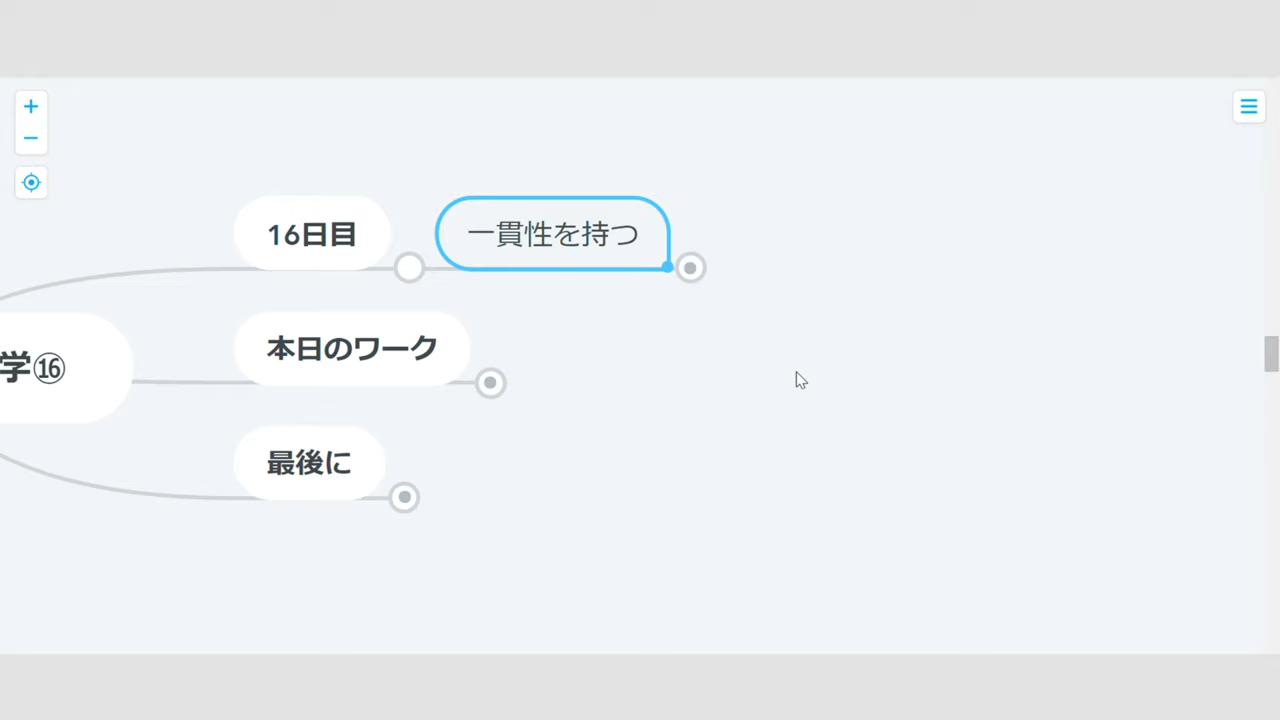 16日目
一貫性を持つ
学⑯
本日のワーク
最後に